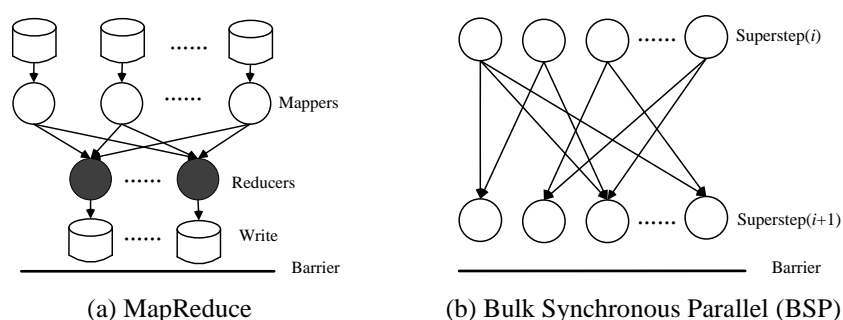 ......
Superstep(i)
......
Mappers
......
Reducers
......
Write
......
Superstep(i+1)
......
Barrier
Barrier
(a) MapReduce
(b) Bulk Synchronous Parallel (BSP)